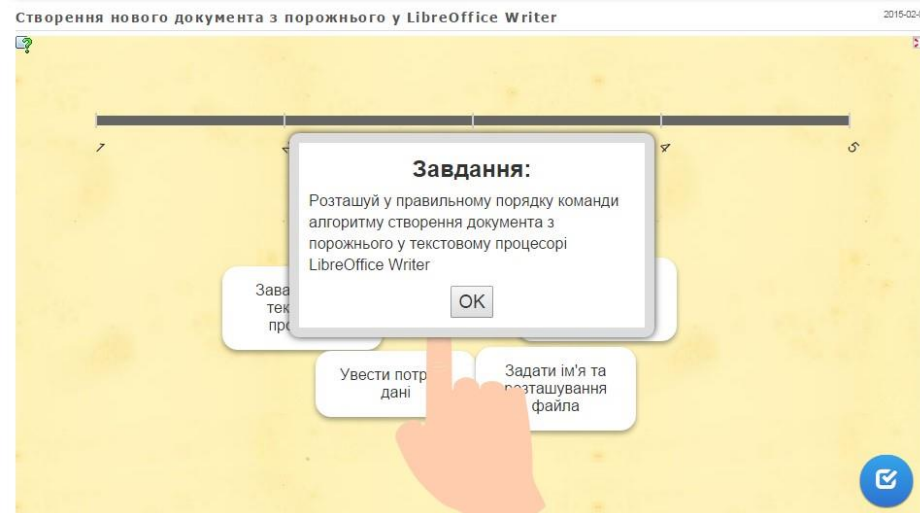 Створення нового документа з порожнього у LibreOffice Writer
1
4
5
Завдання:
Розташуй у правильному порядку команди
алгоритму створення документа з
порожнього у текстовому процесорі
LibreOffice Writer
OK
Увести
дані
Задати ім'я та
файла